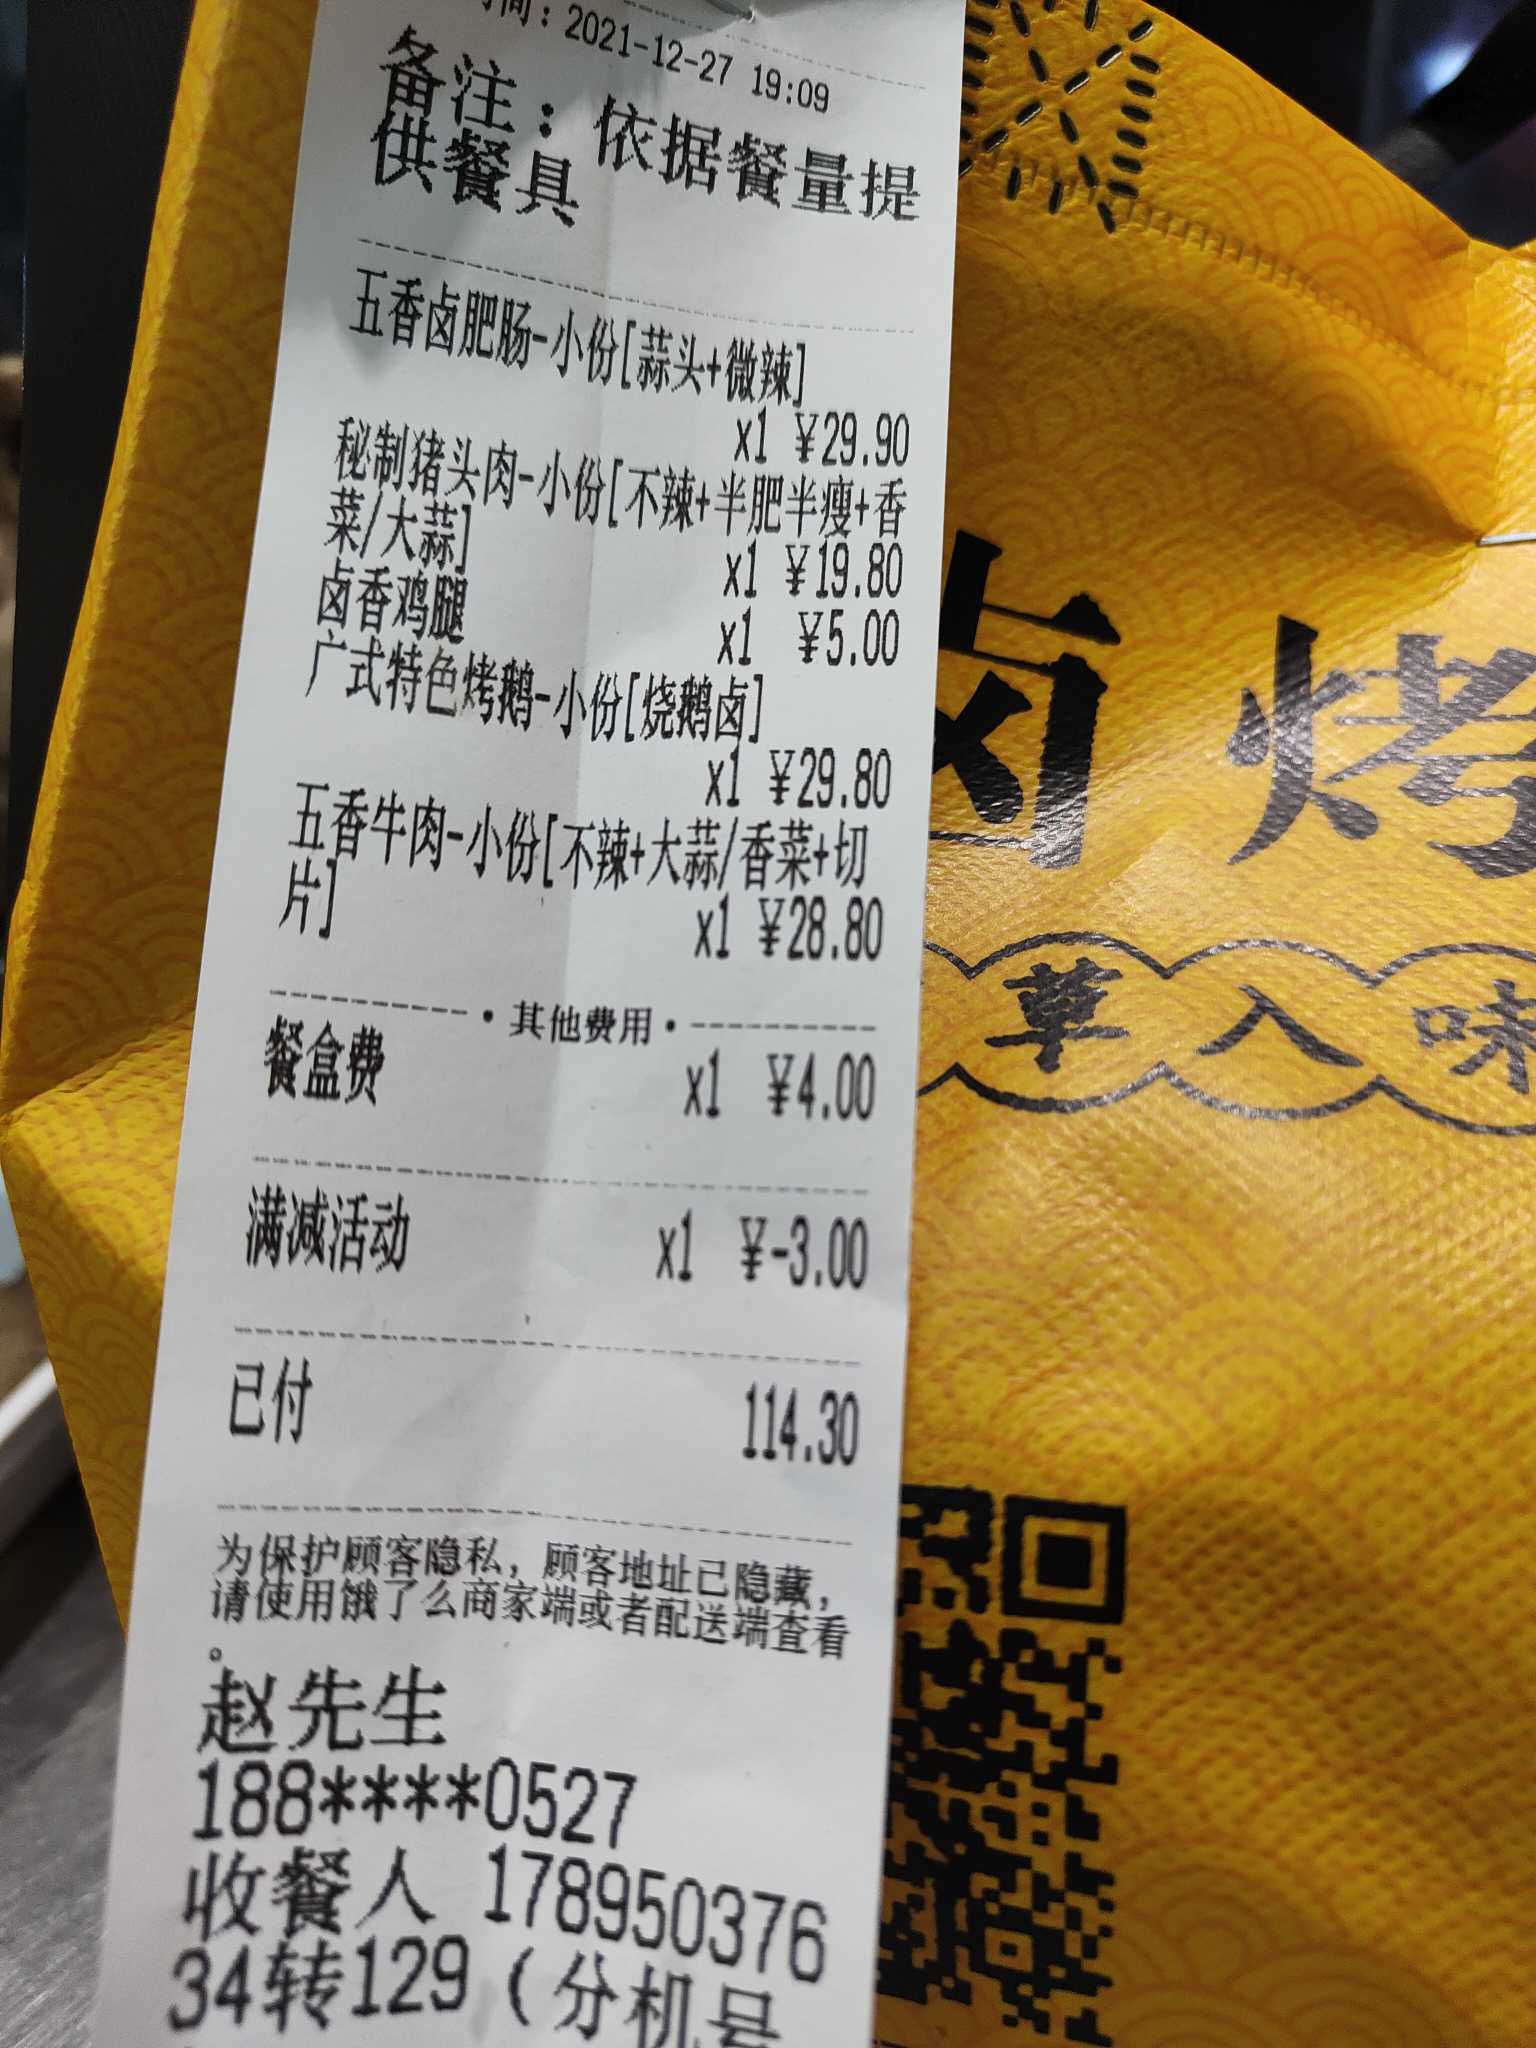 间：2021-12-27 19:09
备注：依据餐量提
供餐具
五香卤肥肠-小份[蒜头+微辣]
x1 ¥29.90
秘制猪头肉-小份[不辣+半肥半瘦+香
菜/大蒜]
x1 ¥19.80
卤香鸡腿
x1 ¥5.00
广式特色烤鹅-小份[烧鹅卤]
x1 ¥29.80
五香牛肉-小份[不辣+大蒜/香菜+切
片]
x1 ¥28.80
·其他费用·
餐盒费 x1 ¥4.00
满减活动 x1 ¥-3.00
已付 114.30
为保护顾客隐私，顾客地址已隐藏，
请使用饿了么商家端或者配送端查看
。
赵先生
188****0527
收餐人 178950376
34转129（分机号
卤烤
草入味